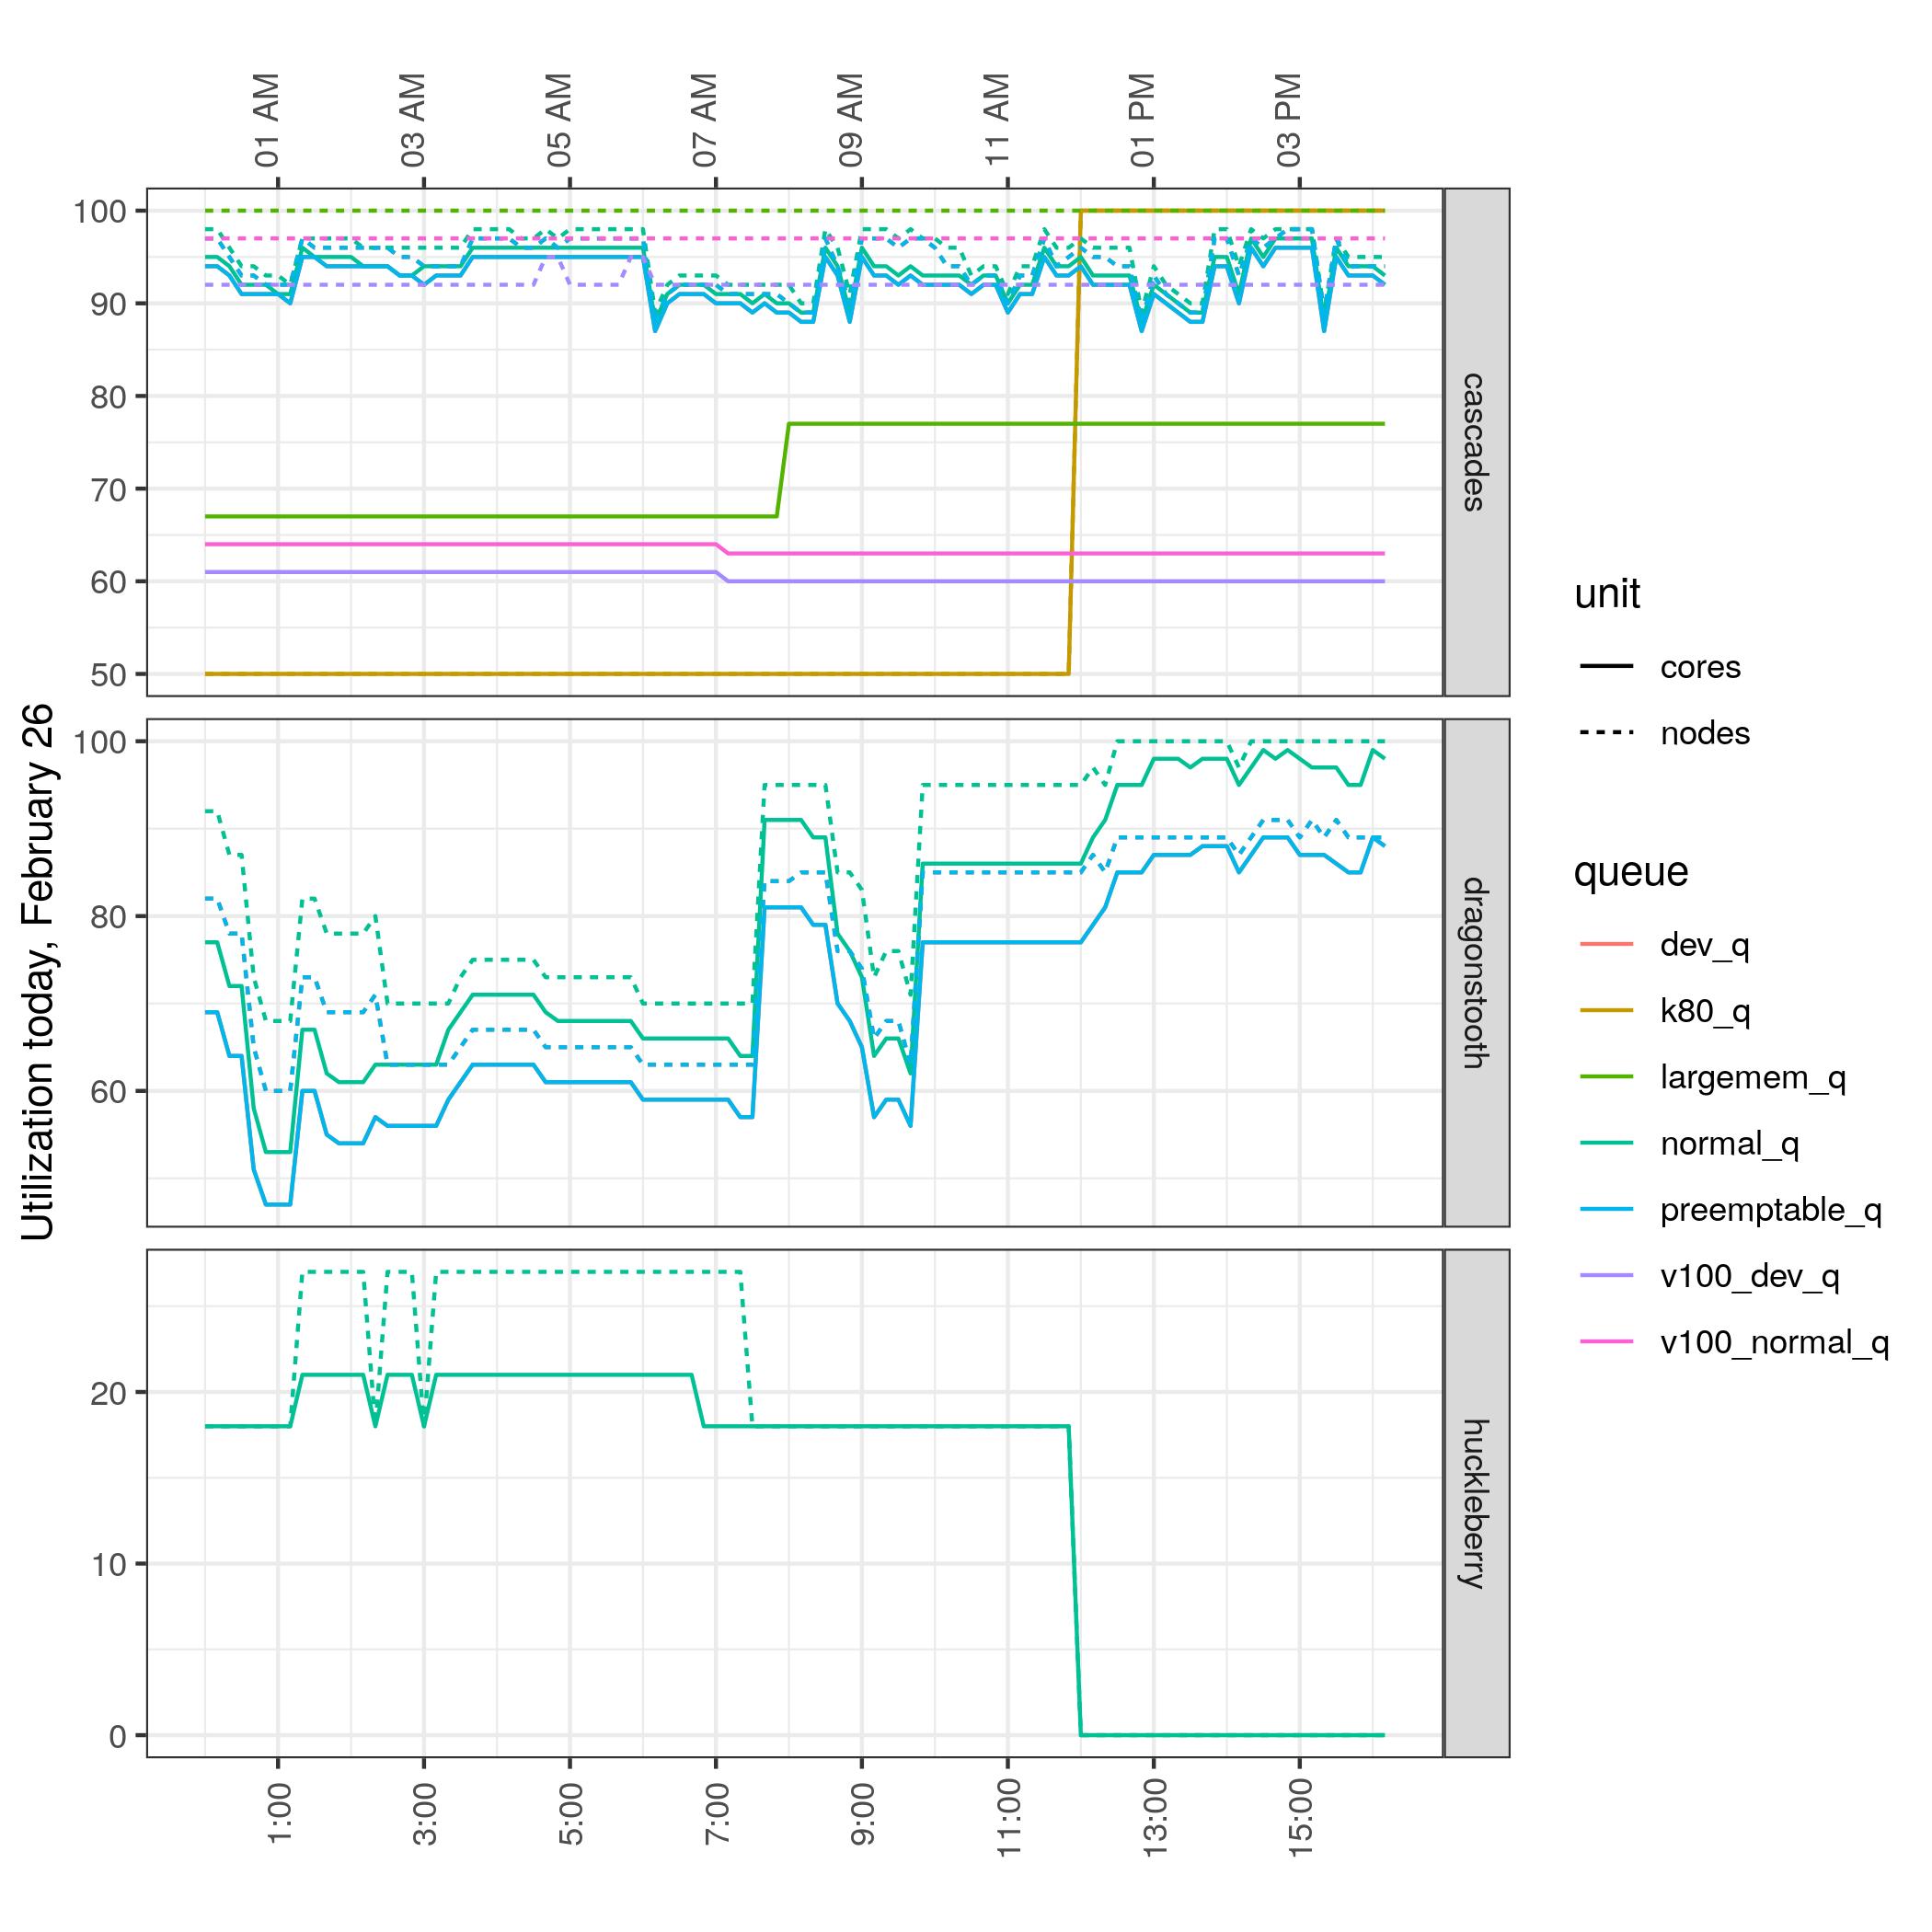 01 AM
03 AM
05 AM
07 AM
09 AM
11 AM
01 PM
03 PM
Utilization today, February 26
100
90
80
70
60
50
cascades
100
80
60
dragonstooth
20
10
0
huckleberry
1:00
3:00
5:00
7:00
9:00
11:00
13:00
15:00
unit
cores
nodes
queue
dev_q
k80_q
largemem_q
normal_q
preemptable_q
v100_dev_q
v100_normal_q